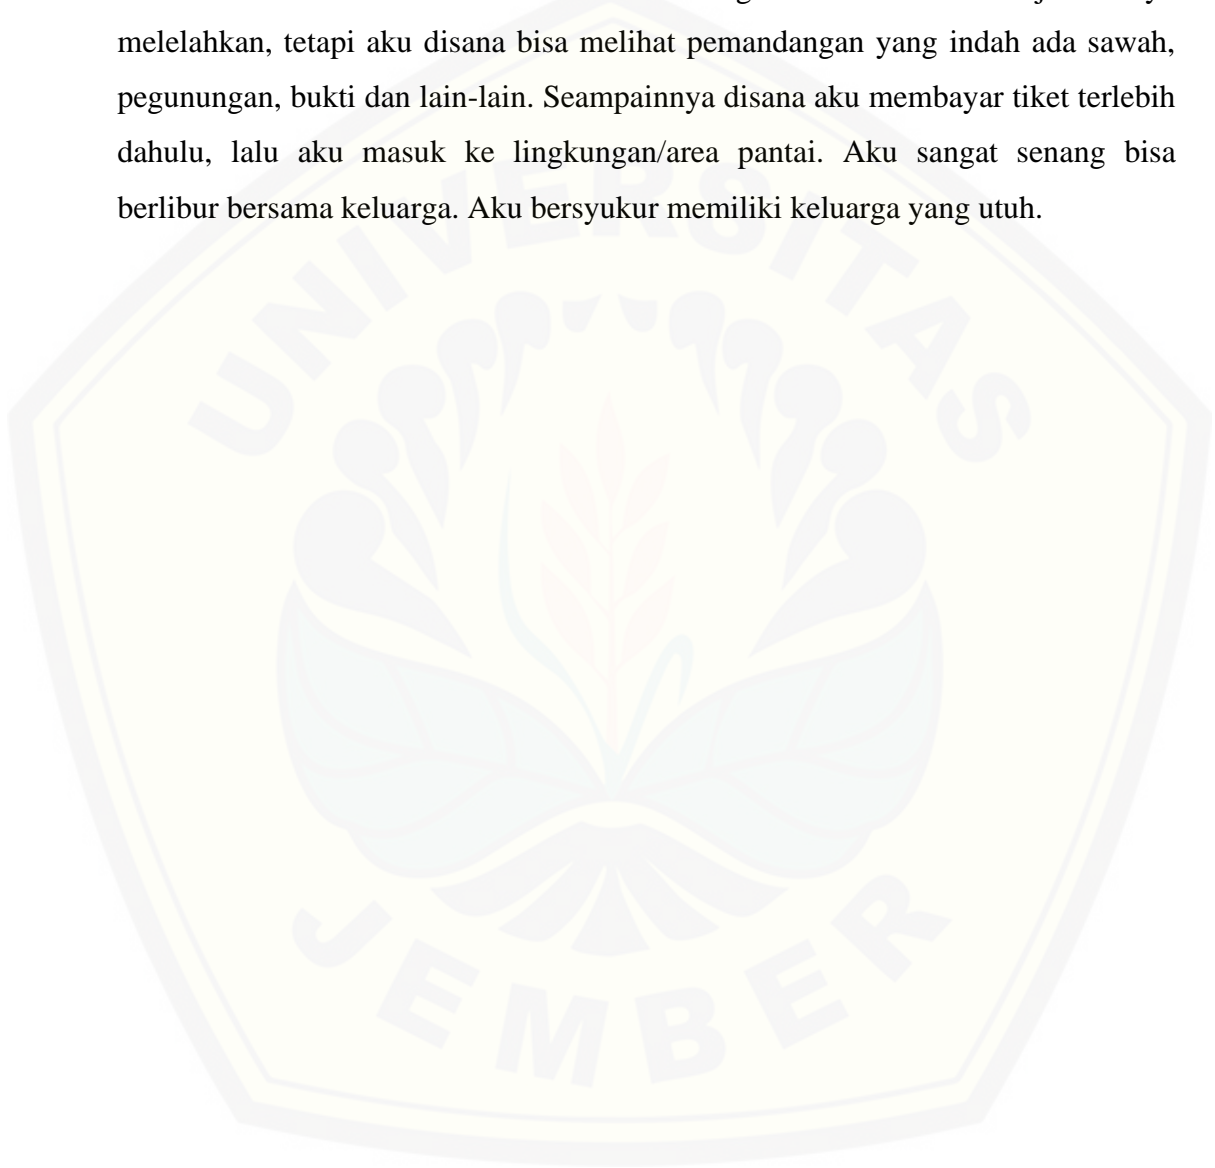 melelahkan, tetapi aku disana bisa melihat pemandangan yang indah ada sawah,
pegunungan, bukti dan lain-lain. Seampainnya disana aku membayar tiket terlebih
dahulu, lalu aku masuk ke lingkungan/area pantai. Aku sangat senang bisa
berlibur bersama keluarga. Aku bersyukur memiliki keluarga yang utuh.
UNIVERSITAS
JEMBER